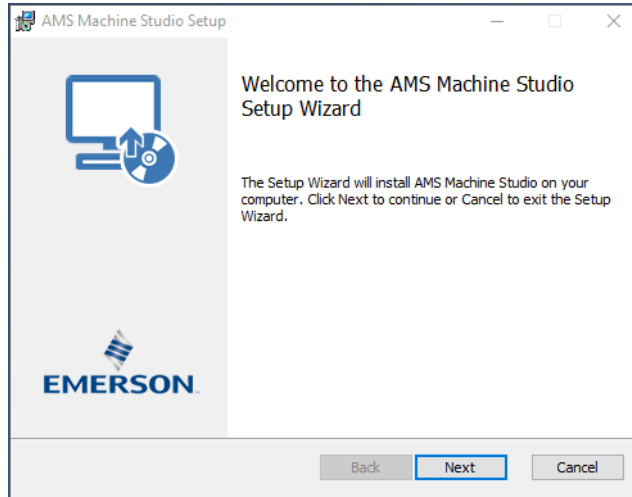 AMS Machine Studio Setup
Welcome to the AMS Machine Studio
Setup Wizard
The Setup Wizard will install AMS Machine Studio on your
computer. Click Next to continue or Cancel to exit the Setup
Wizard.
EMERSON
Back
Next
Cancel